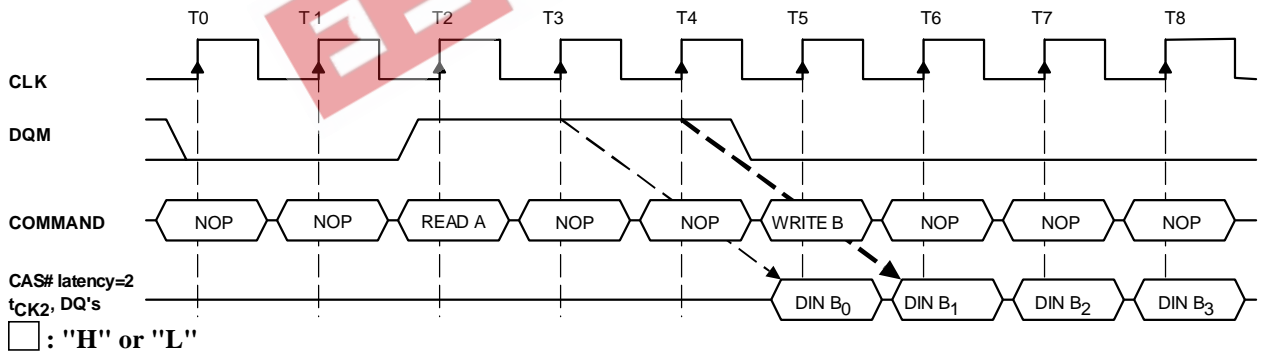 T0 T1 T2 T3 T4 T5 T6 T7 T8
CLK
DQM
COMMAND NOP NOP READ A NOP NOP WRITE B NOP NOP NOP
CAS# latency=2
tCK2, DQ's DIN B0 DIN B1 DIN B2 DIN B3
: "H" or "L"